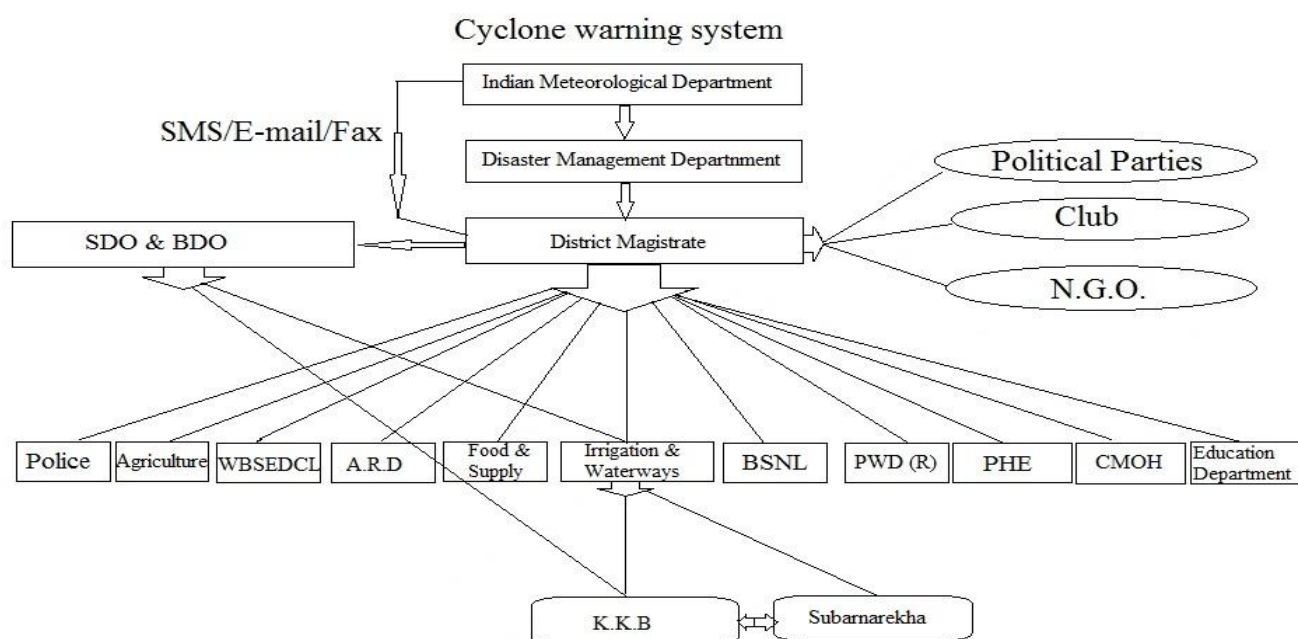 Cyclone warning system
Indian Meteorological Department
SMS/E-mail/Fax
Disaster Management Departnment
Political Parties
Club
SDO & BDO
District Magistrate
N.G.O.
Police
Agriculture
WBSEDCL
A.R.D
Food &
Supply
Irrigation &
Waterways
BSNL
PWD (R)
PHE
CMOH
Education
Department
K.K.B
Subarnarekha